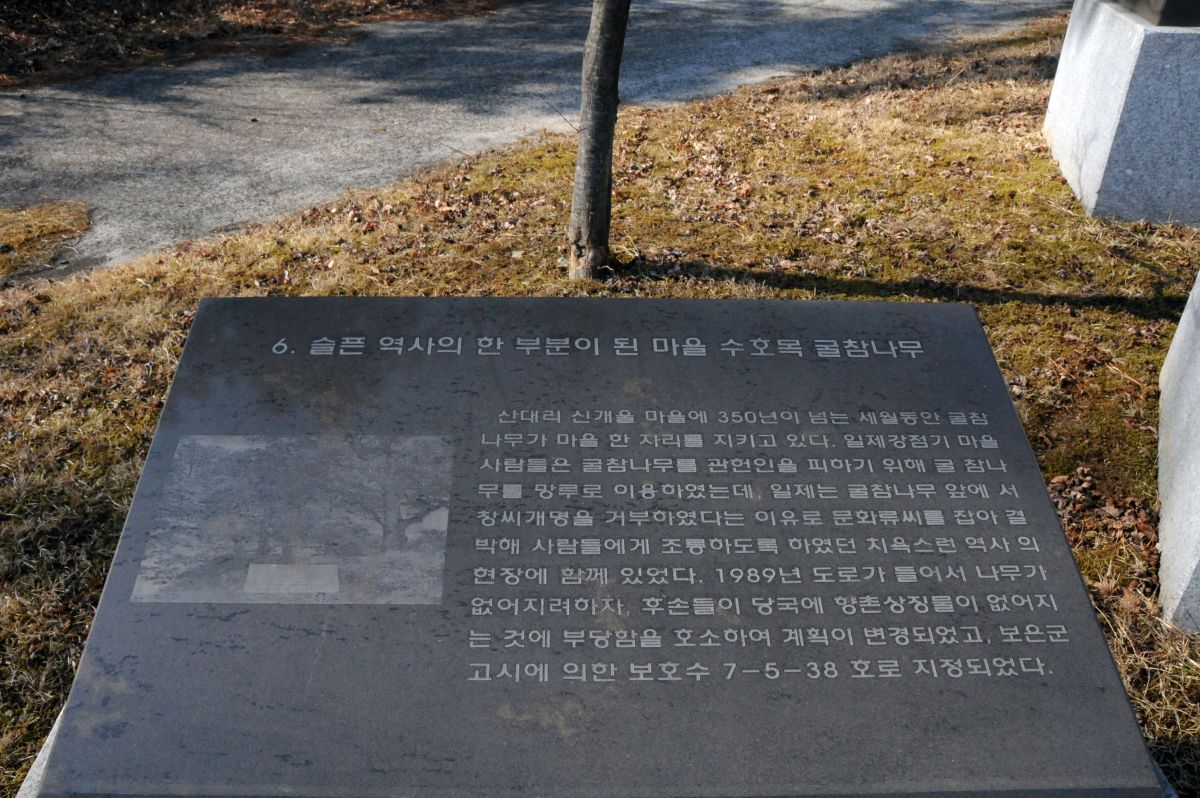 6. 슬픈 역사의 한 부분이 된 마을 수호목 굴참나무
산대리 신개울 마을에 350년이 넘는 세월동안 굴참
나무가 마을 한 자리를 지키고 있다. 일제강점기 마을
사람들은 굴참나무를 관헌인을 피하기 위해 굴 참나
무를 망루로 이용하였는데, 일제는 굴참나무 앞에 서
창씨개명을 거부하였다는 이유로 문화류씨를 잡아 결
박해 사람들에게 조롱하도록 하였던 치욕스런 역사 의
현장에 함께 있었다. 1989년 도로가 들어서 나무가
없어지려하자, 후손들이 당국에 향촌상징물이 없어지
는 것에 부당함을 호소하여 계획이 변경되었고, 보은군
고시에 의한 보호수 7-5-38 호로 지정되었다.